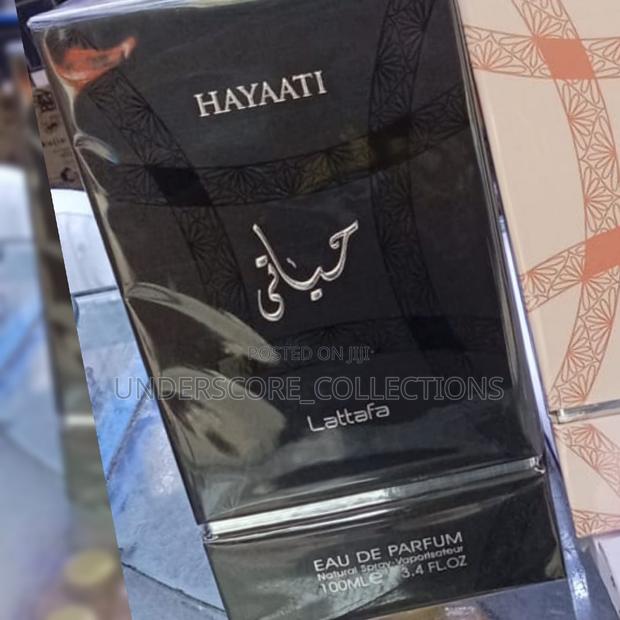 HAYAATI
حياتي
POSTED ON JIJI
UNDERSCORE_COLLECTIONS
Lattafa
EAU DE PARFUM
Natural Spray Vaporisateur
100ML e 3.4 FL.OZ